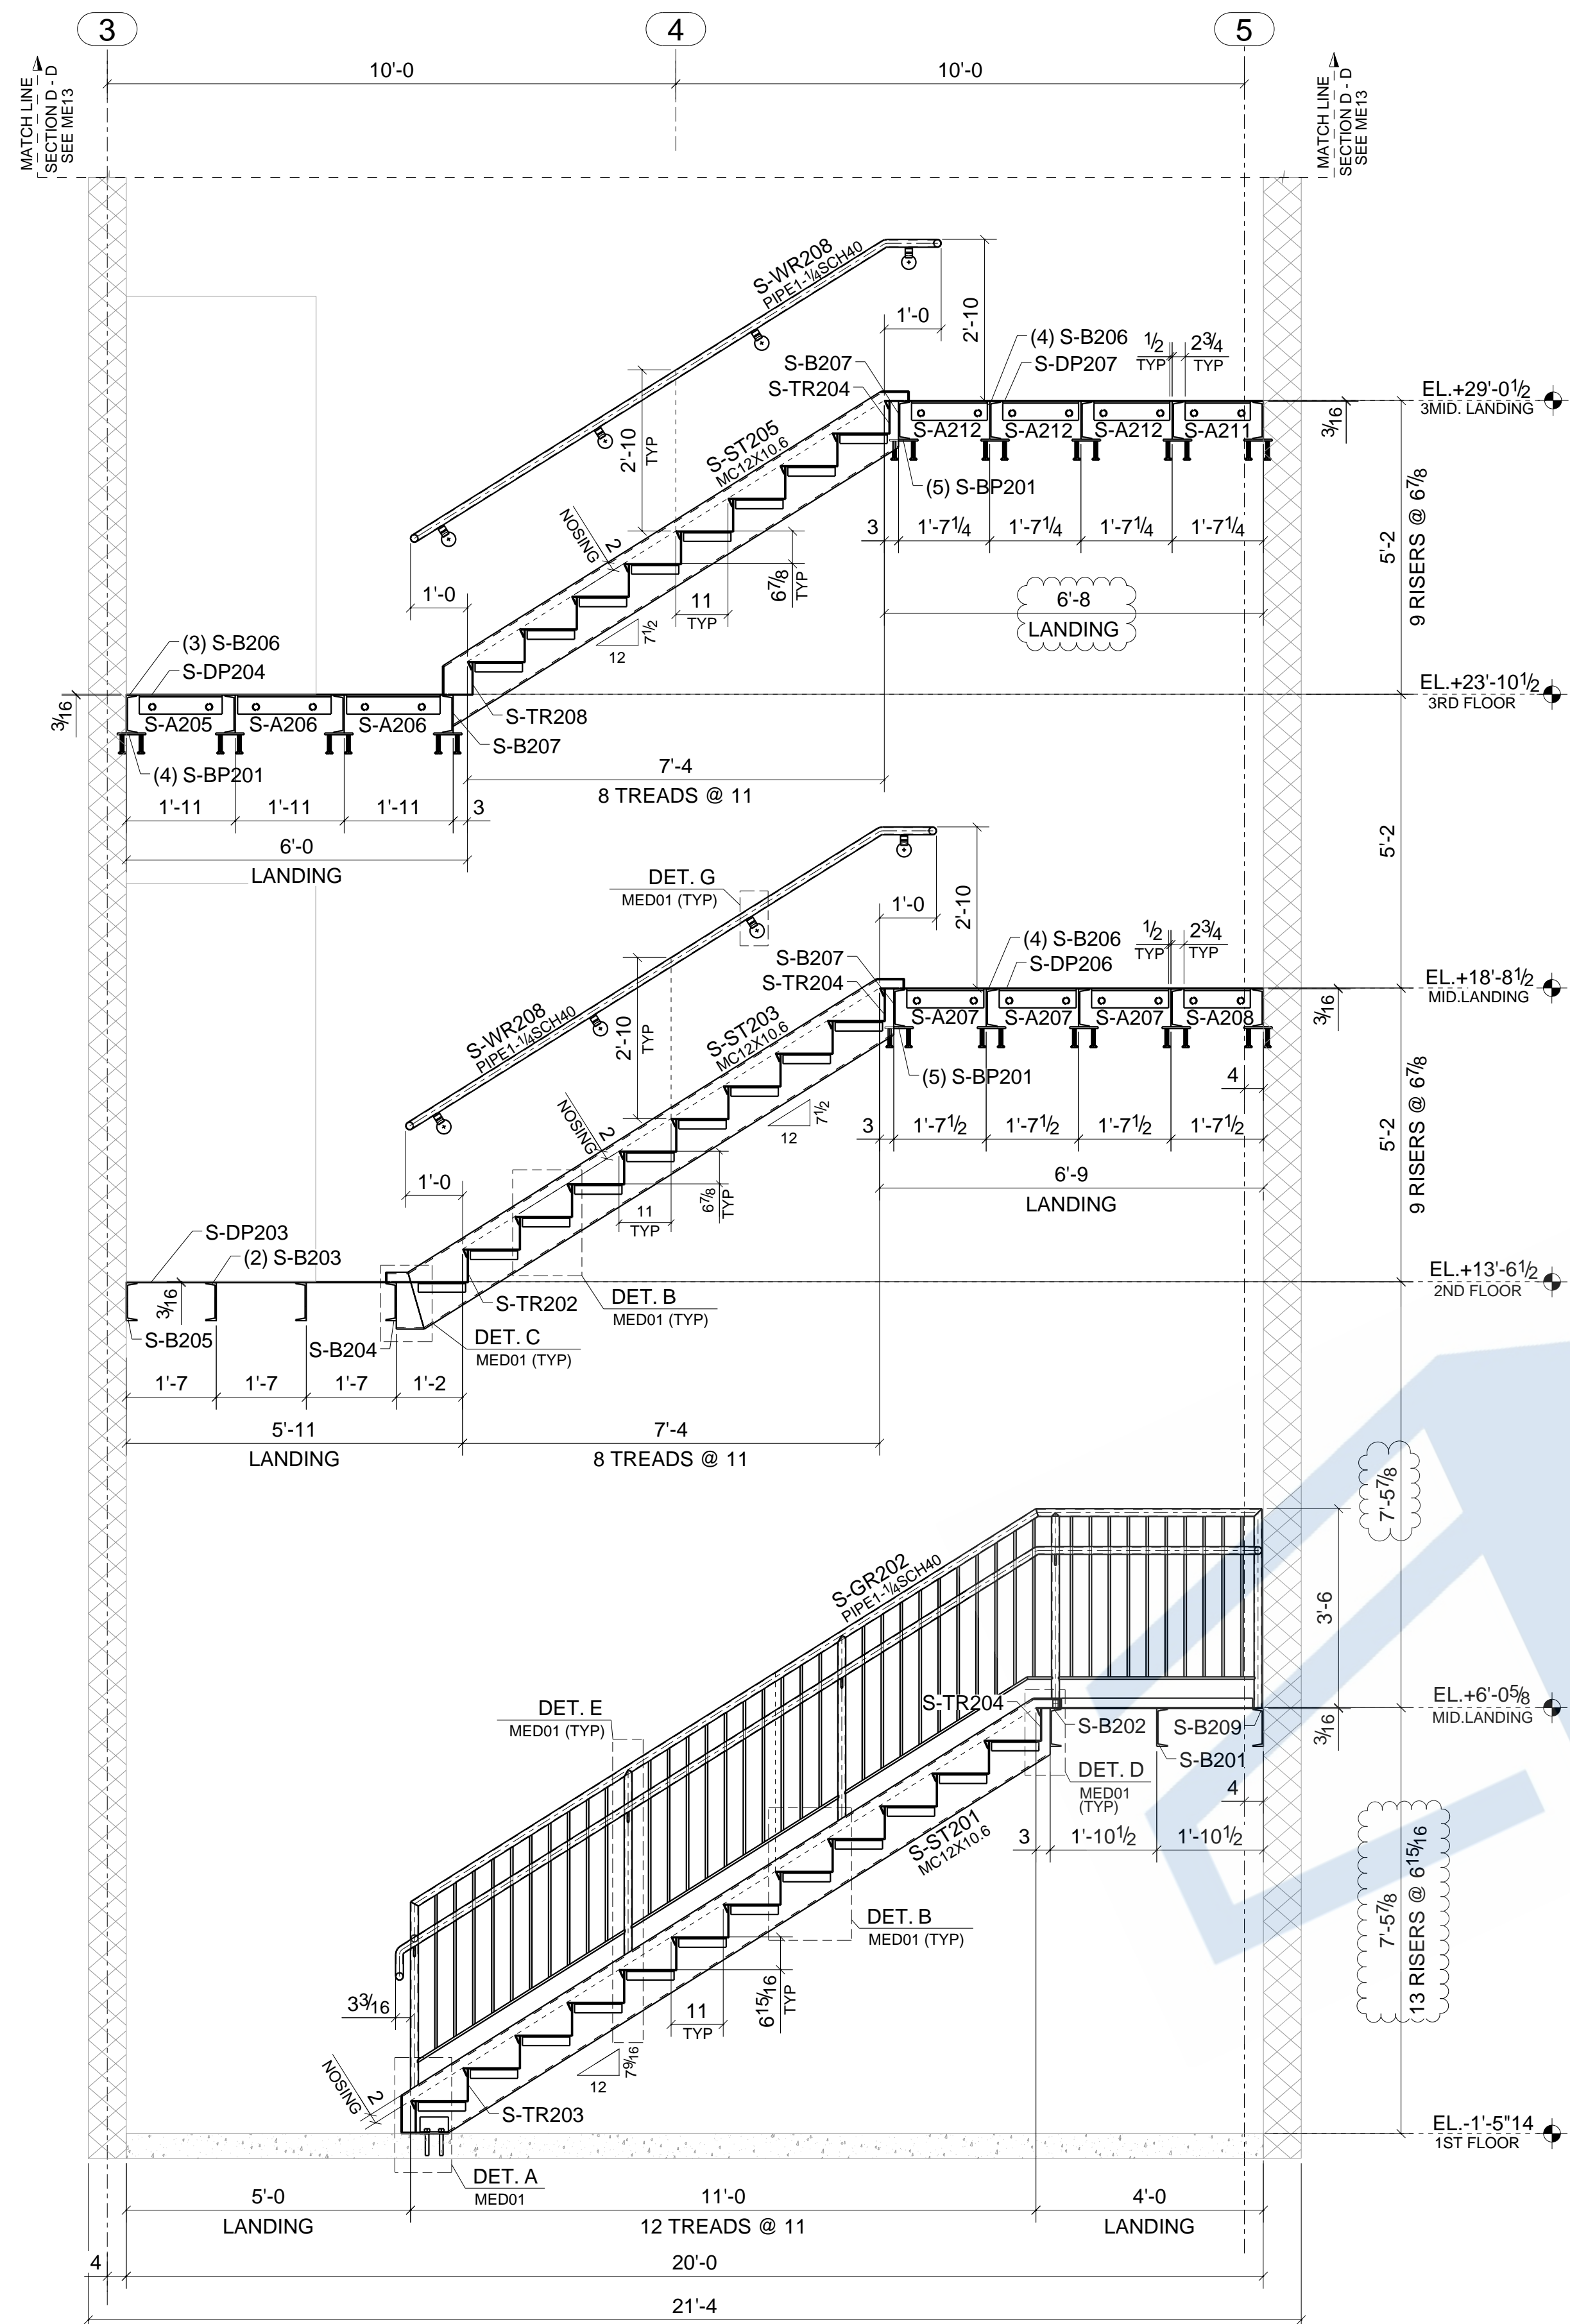 3
4
5
10'-0
10'-0
MATCH LINE
SECTION D - D
SEE ME13
MATCH LINE
SECTION D - D
SEE ME13
S-WR208
PIPE1-1/4SCH40
1'-0
2'-10
(4) S-B206
S-DP207
1/2
TYP
2 3/4
TYP
S-B207
S-TR204
EL.+29'-0 1/2
3MID. LANDING
3/16
S-A212
S-A212
S-A212
S-A211
2'-10
TYP
S-ST205
MC12X10.6
(5) S-BP201
3
1'-7 1/4
1'-7 1/4
1'-7 1/4
1'-7 1/4
2
NOSING
6 7/8
TYP
11
TYP
5'-2
9 RISERS @ 6 7/8
1'-0
7 1/2
12
6'-8
LANDING
(3) S-B206
S-DP204
EL.+23'-10 1/2
3RD FLOOR
3/16
S-A205
S-A206
S-A206
S-TR208
S-B207
(4) S-BP201
7'-4
8 TREADS @ 11
1'-11
1'-11
1'-11
3
6'-0
LANDING
5'-2
DET. G
MED01 (TYP)
1'-0
2'-10
(4) S-B206
S-DP206
1/2
TYP
2 3/4
TYP
S-B207
S-TR204
EL.+18'-8 1/2
MID.LANDING
3/16
S-A207
S-A207
S-A207
S-A208
S-WR208
PIPE1-1/4SCH40
2'-10
TYP
S-ST203
MC12X10.6
(5) S-BP201
4
2
NOSING
7 1/2
12
3
1'-7 1/2
1'-7 1/2
1'-7 1/2
1'-7 1/2
5'-2
9 RISERS @ 6 7/8
1'-0
6 7/8
TYP
11
TYP
6'-9
LANDING
S-DP203
(2) S-B203
EL.+13'-6 1/2
2ND FLOOR
3/16
S-TR202
DET. B
MED01 (TYP)
S-B205
S-B204
DET. C
MED01 (TYP)
1'-7
1'-7
1'-7
1'-2
5'-11
LANDING
7'-4
8 TREADS @ 11
7'-5 7/8
S-GR202
PIPE1-1/4SCH40
3'-6
DET. E
MED01 (TYP)
S-TR204
EL.+6'-0 5/8
MID.LANDING
S-B202
S-B209
3/16
S-B201
DET. D
MED01
(TYP)
4
S-ST201
MC12X10.6
3
1'-10 1/2
1'-10 1/2
DET. B
MED01 (TYP)
7'-5 7/8
13 RISERS @ 6 15/16
6 15/16
TYP
11
TYP
3 3/16
7 9/16
12
2
NOSING
S-TR203
EL.-1'-5"14
1ST FLOOR
DET. A
MED01
5'-0
LANDING
11'-0
12 TREADS @ 11
4'-0
LANDING
4
20'-0
21'-4